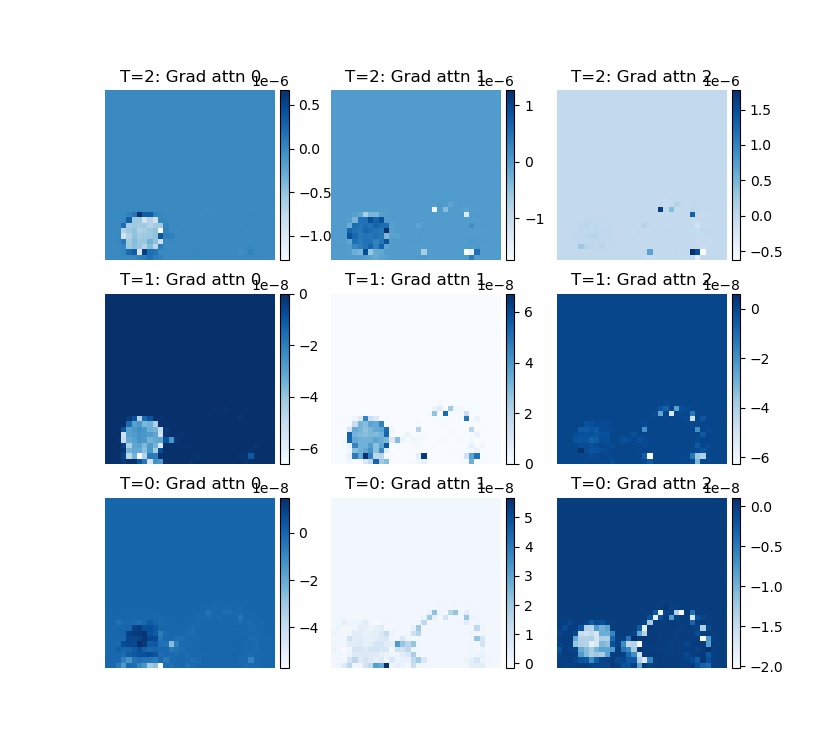 T=2: Grad attn 0
1e−6
T=2: Grad attn 1
1e−6
T=2: Grad attn 2
1e−6
0.5
0.0
−0.5
−1.0
1
0
−1
1.5
1.0
0.5
0.0
−0.5
T=1: Grad attn 0
1e−8
T=1: Grad attn 1
1e−8
T=1: Grad attn 2
1e−8
0
−2
−4
−6
6
4
2
0
0
−2
−4
−6
T=0: Grad attn 0
1e−8
T=0: Grad attn 1
1e−8
T=0: Grad attn 2
1e−8
0
−2
−4
5
4
3
2
1
0
0.0
−0.5
−1.0
−1.5
−2.0